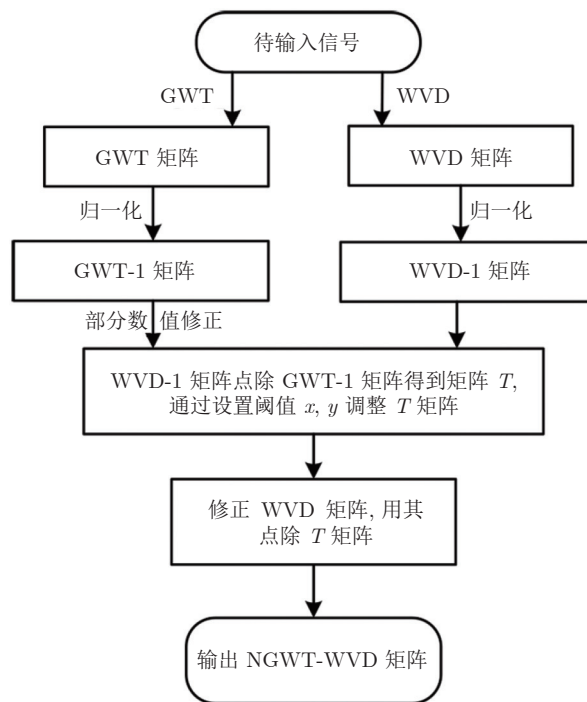 待输入信号
GWT
WVD
GWT 矩阵
WVD 矩阵
归一化
归一化
GWT-1 矩阵
WVD-1 矩阵
部分数 值修正
WVD-1 矩阵点除 GWT-1 矩阵得到矩阵 T,
通过设置阈值 x, y 调整 T 矩阵
修正 WVD 矩阵, 用其
点除 T 矩阵
输出 NGWT-WVD 矩阵